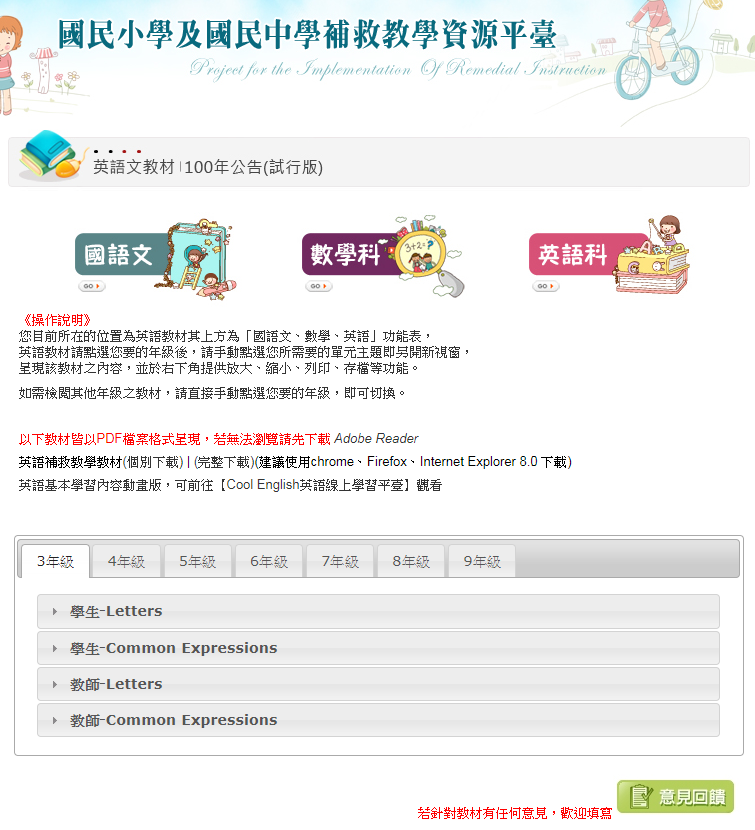 國民小學及國民中學補救教學資源平臺
Project for the Implementation Of Remedial Instruction
英語文教材 | 100年公告(試行版)
國語文
GO
數學科
3+2=?
GO
英語科
GO
《操作說明》
您目前所在的位置為英語教材其上方為「國語文、數學、英語」功能表，
英語教材請點選您要的年級後，請手動點選您所需要的單元主題即另開新視窗，
呈現該教材之內容，並於右下角提供放大、縮小、列印、存檔等功能。
如需檢閱其他年級之教材，請直接手動點選您要的年級，即可切換。
以下教材皆以PDF檔案格式呈現，若無法瀏覽請先下載 Adobe Reader
英語補救教學教材(個別下載) | (完整下載)(建議使用chrome、Firefox、Internet Explorer 8.0 下載)
英語基本學習內容動畫版，可前往【Cool English英語線上學習平臺】觀看
3年級 4年級 5年級 6年級 7年級 8年級 9年級
學生-Letters
學生-Common Expressions
教師-Letters
教師-Common Expressions
若針對教材有任何意見，歡迎填寫 意見回饋